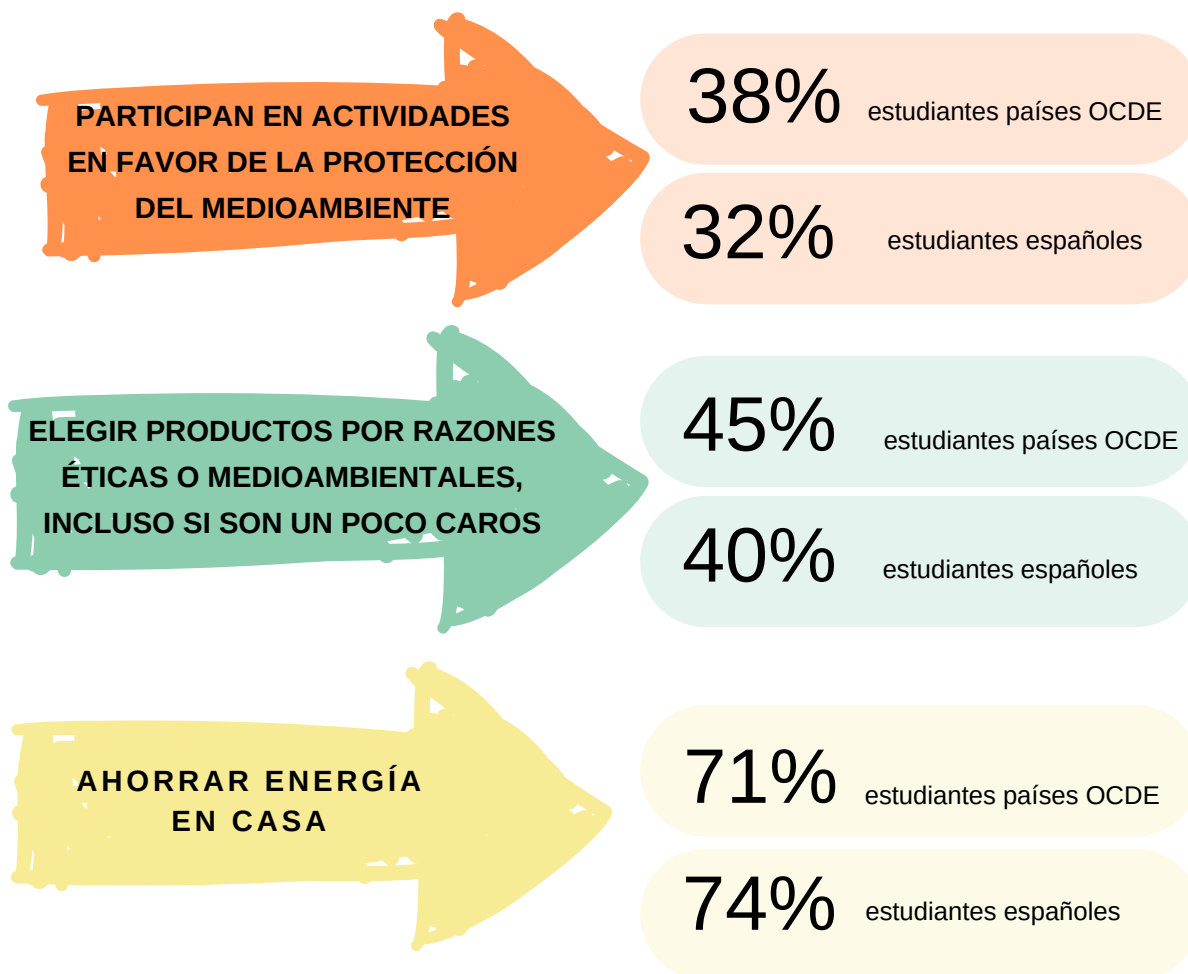 PARTICIPAN EN ACTIVIDADES
EN FAVOR DE LA PROTECCIÓN
DEL MEDIOAMBIENTE
38% estudiantes países OCDE
32% estudiantes españoles
ELEGIR PRODUCTOS POR RAZONES
ÉTICAS O MEDIOAMBIENTALES,
INCLUSO SI SON UN POCO CAROS
45% estudiantes países OCDE
40% estudiantes españoles
AHORRAR ENERGÍA
EN CASA
71% estudiantes países OCDE
74% estudiantes españoles